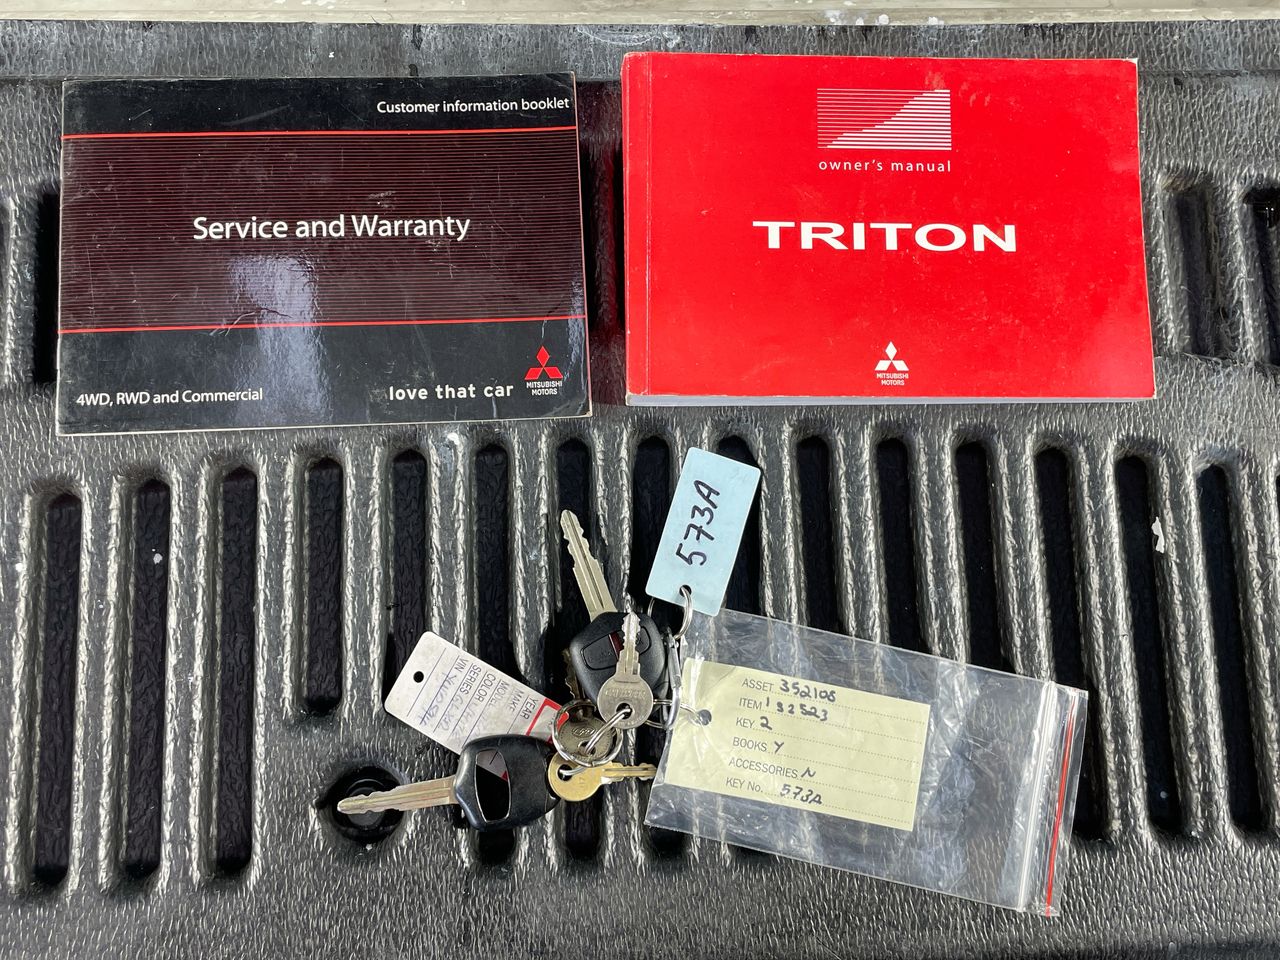 Customer information booklet
Service and Warranty
4WD, RWD and Commercial
love that car
MITSUBISHI
MOTORS
owner's manual
TRITON
MITSUBISHI
MOTORS
573A
ASSET 352108
ITEM 132523
KEY. 2
BOOKS Y
ACCESSORIES N
KEY No. 573A
YEAR
MAKE
MODEL
COLOR
SERIES
VIN